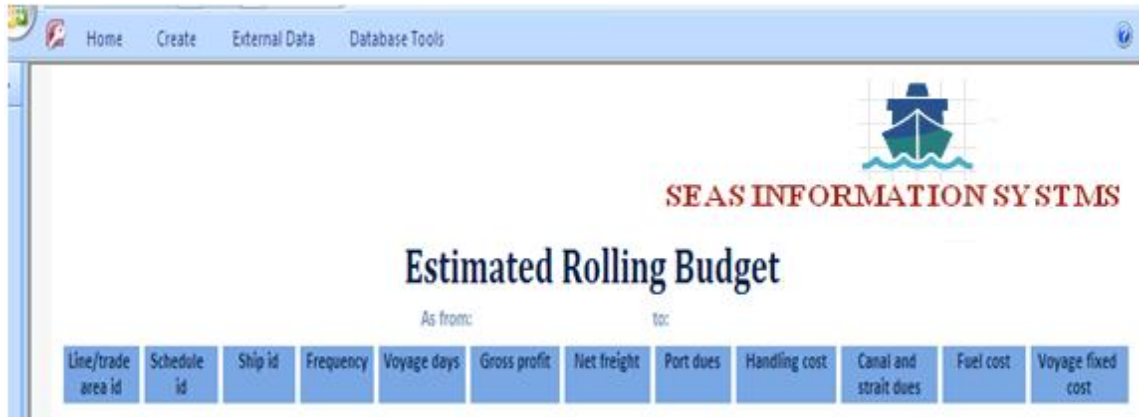 Home Create External Data Database Tools
SEAS INFORMATION SYSTMS
Estimated Rolling Budget
As from: to:
Line/trade area id Schedule id Ship id Frequency Voyage days Gross profit Net freight Port dues Handling cost Canal and strait dues Fuel cost Voyage fixed cost